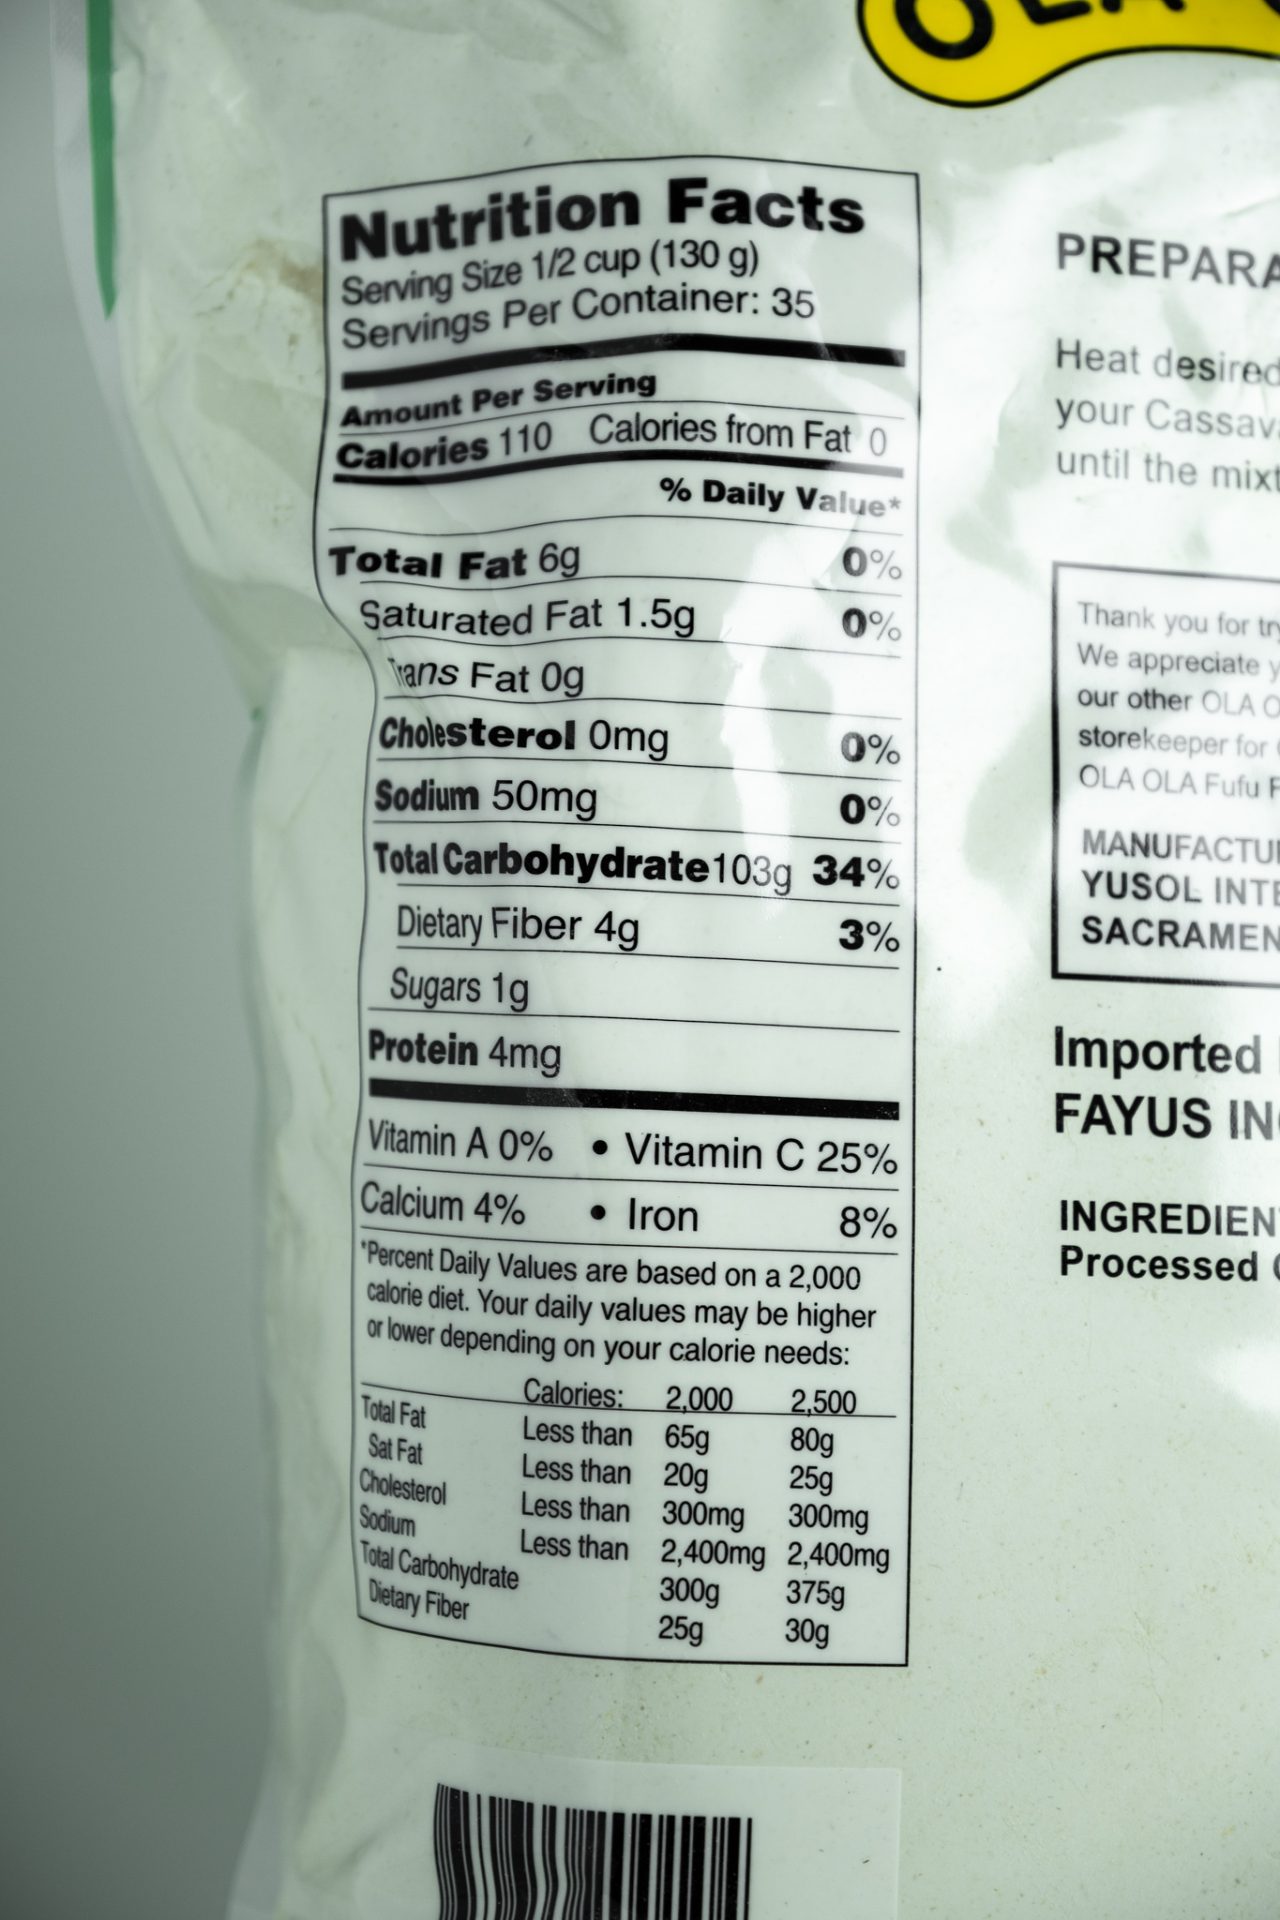 Nutrition Facts
Serving Size 1/2 cup (130 g)
Servings Per Container: 35
Amount Per Serving
Calories 110 Calories from Fat 0
% Daily Value*
Total Fat 6g 0%
Saturated Fat 1.5g 0%
Trans Fat 0g
Cholesterol 0mg 0%
Sodium 50mg 0%
Total Carbohydrate 103g 34%
Dietary Fiber 4g 3%
Sugars 1g
Protein 4mg
Vitamin A 0% • Vitamin C 25%
Calcium 4% • Iron 8%
*Percent Daily Values are based on a 2,000
calorie diet. Your daily values may be higher
or lower depending on your calorie needs:
Calories: 2,000 2,500
Total Fat Less than 65g 80g
Sat Fat Less than 20g 25g
Cholesterol Less than 300mg 300mg
Sodium Less than 2,400mg 2,400mg
Total Carbohydrate 300g 375g
Dietary Fiber 25g 30g
OLA
PREPARA
Heat desired
your Cassava
until the mixt
Thank you for try
We appreciate y
our other OLA O
storekeeper for
OLA OLA Fufu F
MANUFACTU
YUSOL INTE
SACRAMEN
Imported
FAYUS IN
INGREDIEN
Processed